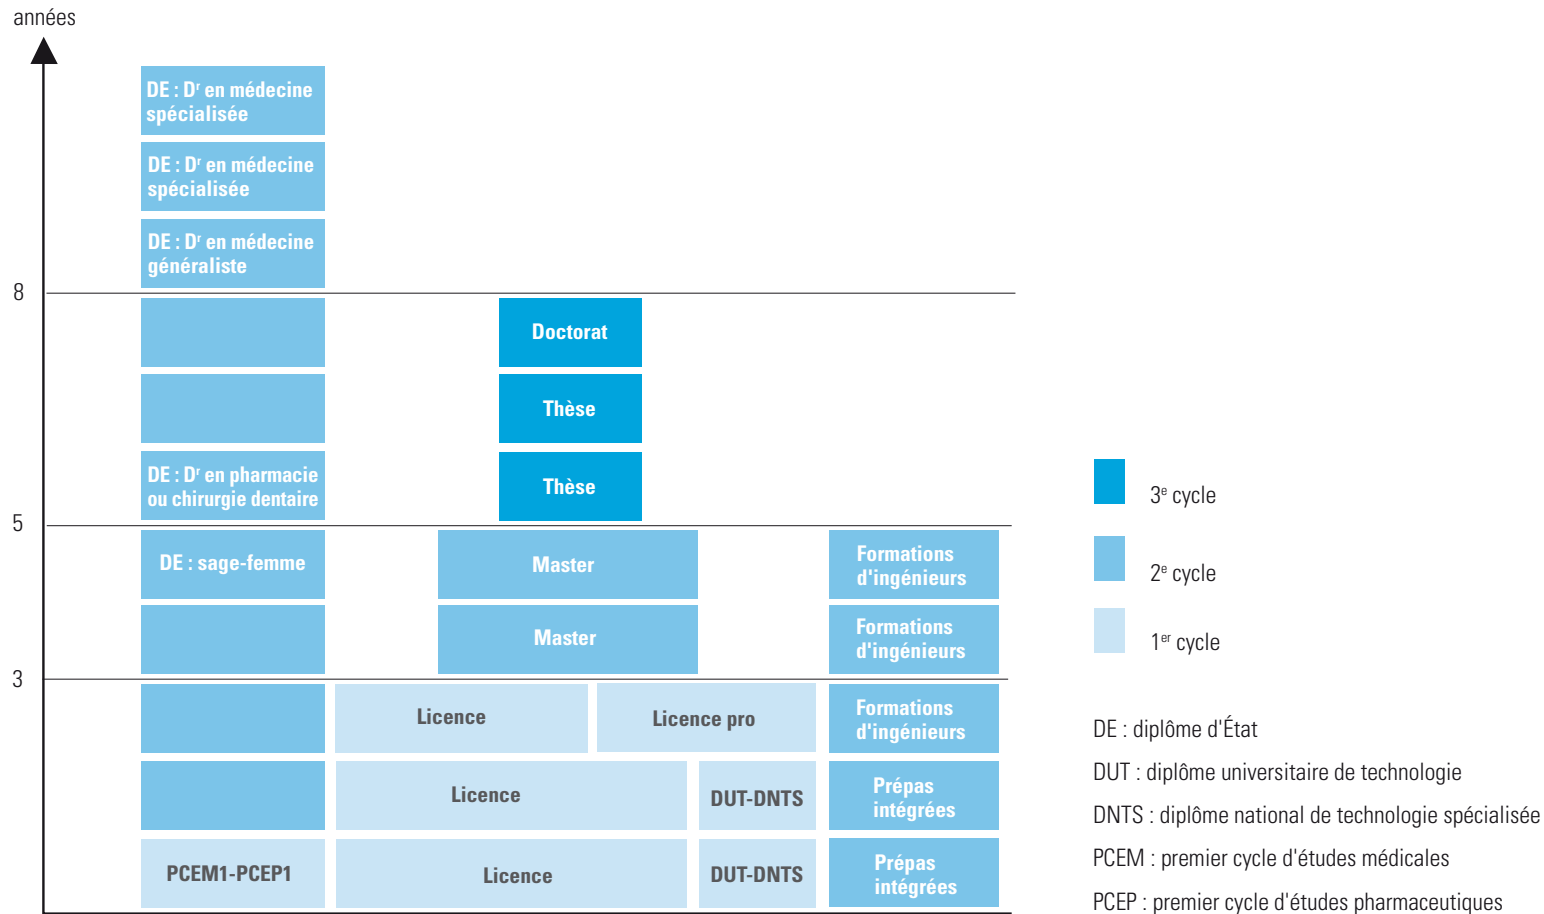 années
DE : Dʳ en médecine
spécialisée
DE : Dʳ en médecine
spécialisée
DE : Dʳ en médecine
généraliste
8
Doctorat
Thèse
DE : Dʳ en pharmacie
ou chirurgie dentaire
Thèse
5
DE : sage-femme
Master
Formations
d'ingénieurs
Master
Formations
d'ingénieurs
3
Licence
Licence pro
Formations
d'ingénieurs
Licence
DUT-DNTS
Prépas
intégrées
PCEM1-PCEP1
Licence
DUT-DNTS
Prépas
intégrées
3ᵉ cycle
2ᵉ cycle
1ᵉʳ cycle
DE : diplôme d'État
DUT : diplôme universitaire de technologie
DNTS : diplôme national de technologie spécialisée
PCEM : premier cycle d'études médicales
PCEP : premier cycle d'études pharmaceutiques